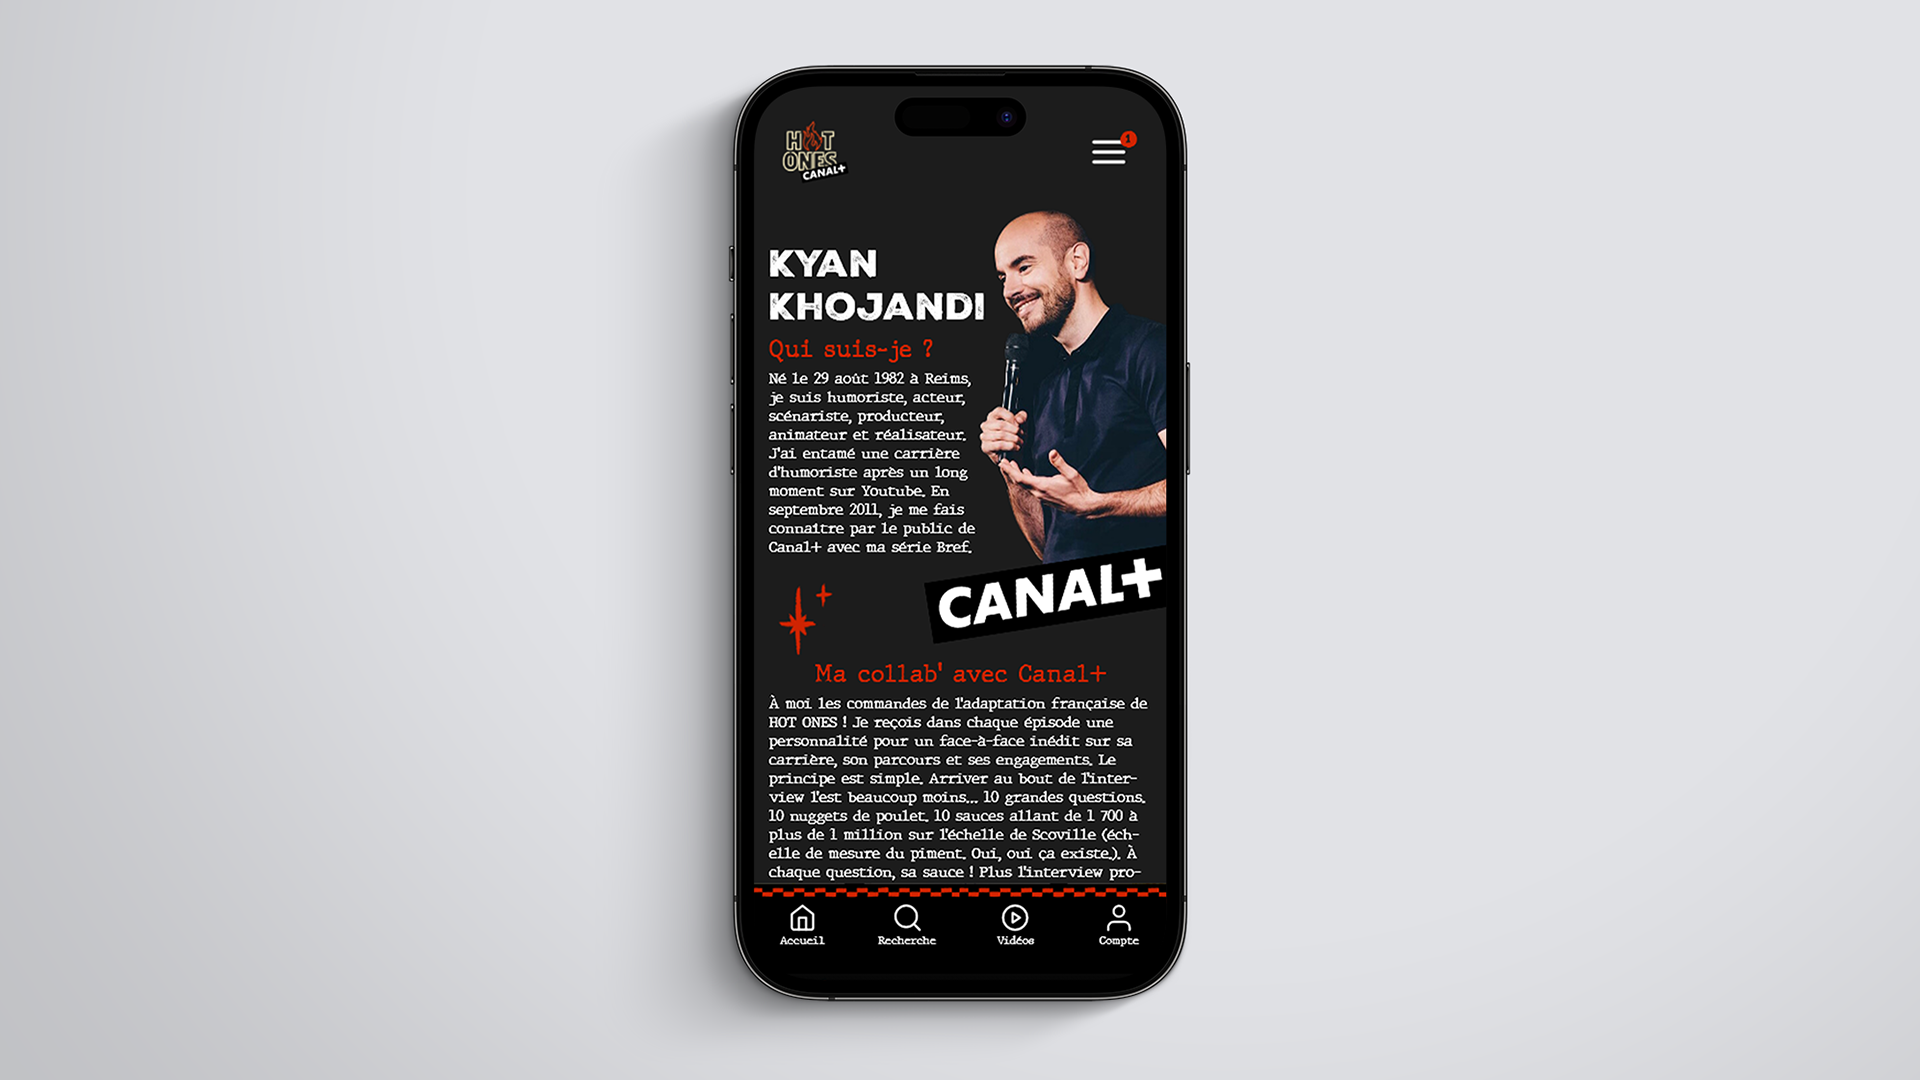 HOT
ONES
CANAL+
1
KYAN
KHOJANDI
Qui suis-je ?
Né le 29 août 1982 à Reims,
je suis humoriste, acteur,
scénariste, producteur,
animateur et réalisateur.
J'ai entamé une carrière
d'humoriste après un long
moment sur Youtube. En
septembre 2011, je me fais
connaître par le public de
Canal+ avec ma série Bref.
CANAL+
Ma collab' avec Canal+
À moi les commandes de l'adaptation française de
HOT ONES ! Je reçois dans chaque épisode une
personnalité pour un face-à-face inédit sur sa
carrière, son parcours et ses engagements. Le
principe est simple. Arriver au bout de l'inter-
view l'est beaucoup moins... 10 grandes questions.
10 nuggets de poulet. 10 sauces allant de 1 700 à
plus de 1 million sur l'échelle de Scoville (éch-
elle de mesure du piment. Oui, oui ça existe.). À
chaque question, sa sauce ! Plus l'interview pro-
Accueil
Recherche
Vidéos
Compte